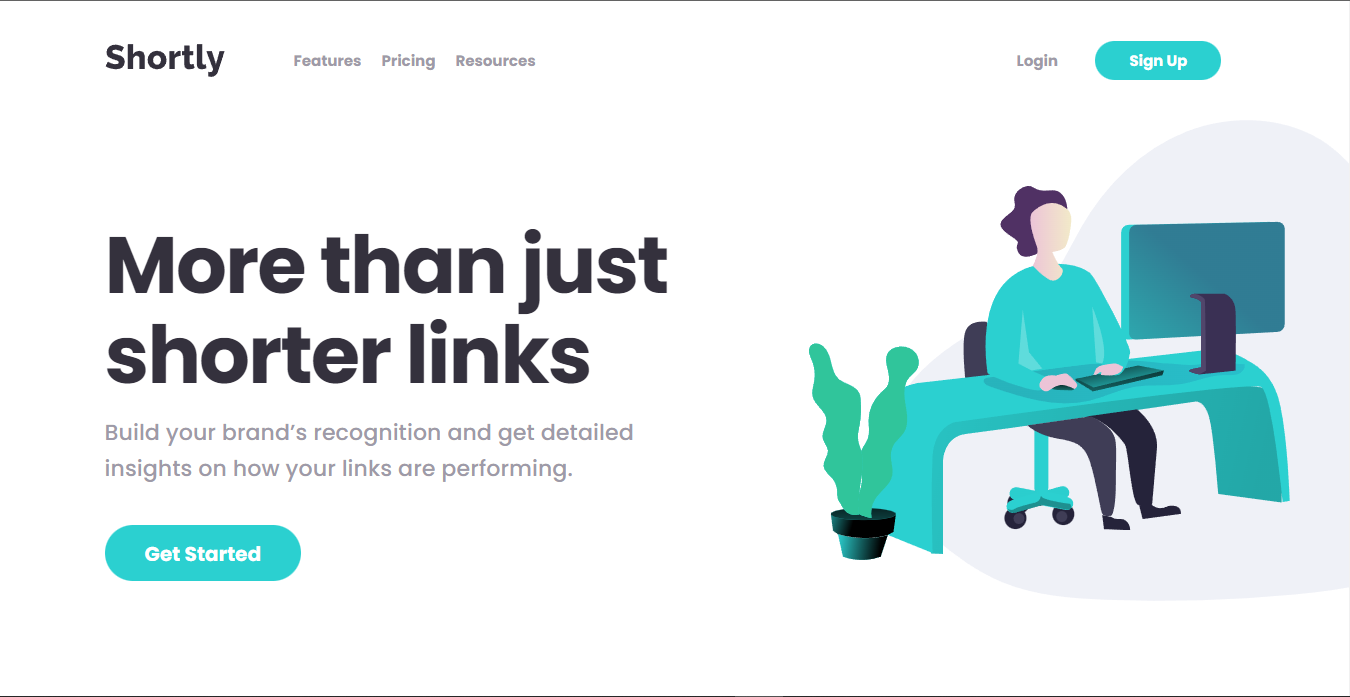 Shortly
Features Pricing Resources
Login
Sign Up
More than just
shorter links
Build your brand’s recognition and get detailed
insights on how your links are performing.
Get Started